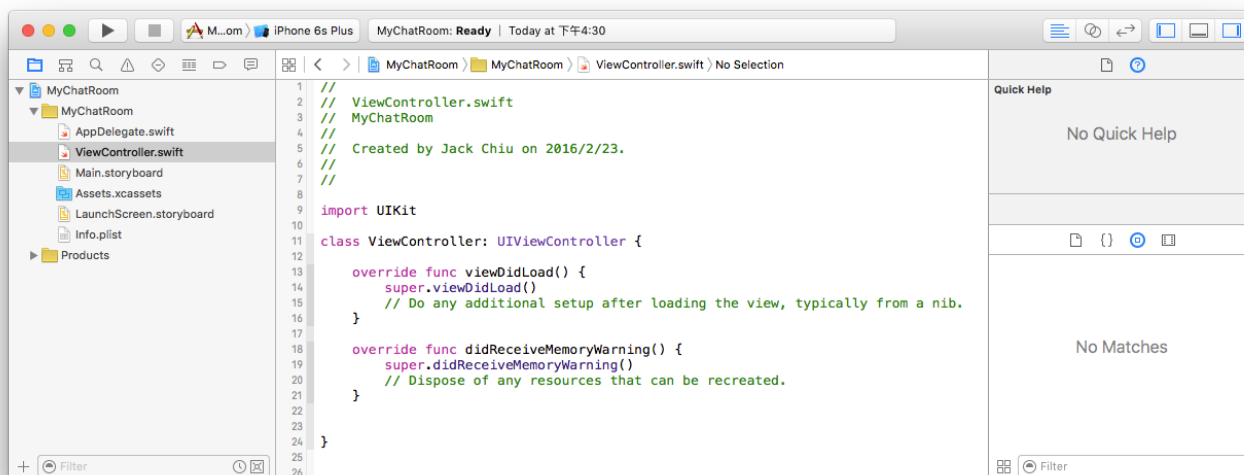 M...om 〉 iPhone 6s Plus
MyChatRoom: Ready | Today at 下午4:30
MyChatRoom 〉 MyChatRoom 〉 ViewController.swift 〉 No Selection
MyChatRoom
MyChatRoom
AppDelegate.swift
ViewController.swift
Main.storyboard
Assets.xcassets
LaunchScreen.storyboard
Info.plist
Products
Filter
1 //
2 //  ViewController.swift
3 //  MyChatRoom
4 //
5 //  Created by Jack Chiu on 2016/2/23.
6 //
7 //
8
9 import UIKit
10
11 class ViewController: UIViewController {
12
13     override func viewDidLoad() {
14         super.viewDidLoad()
15         // Do any additional setup after loading the view, typically from a nib.
16     }
17
18     override func didReceiveMemoryWarning() {
19         super.didReceiveMemoryWarning()
20         // Dispose of any resources that can be recreated.
21     }
22
23
24 }
25
26
Quick Help
No Quick Help
{}
No Matches
Filter